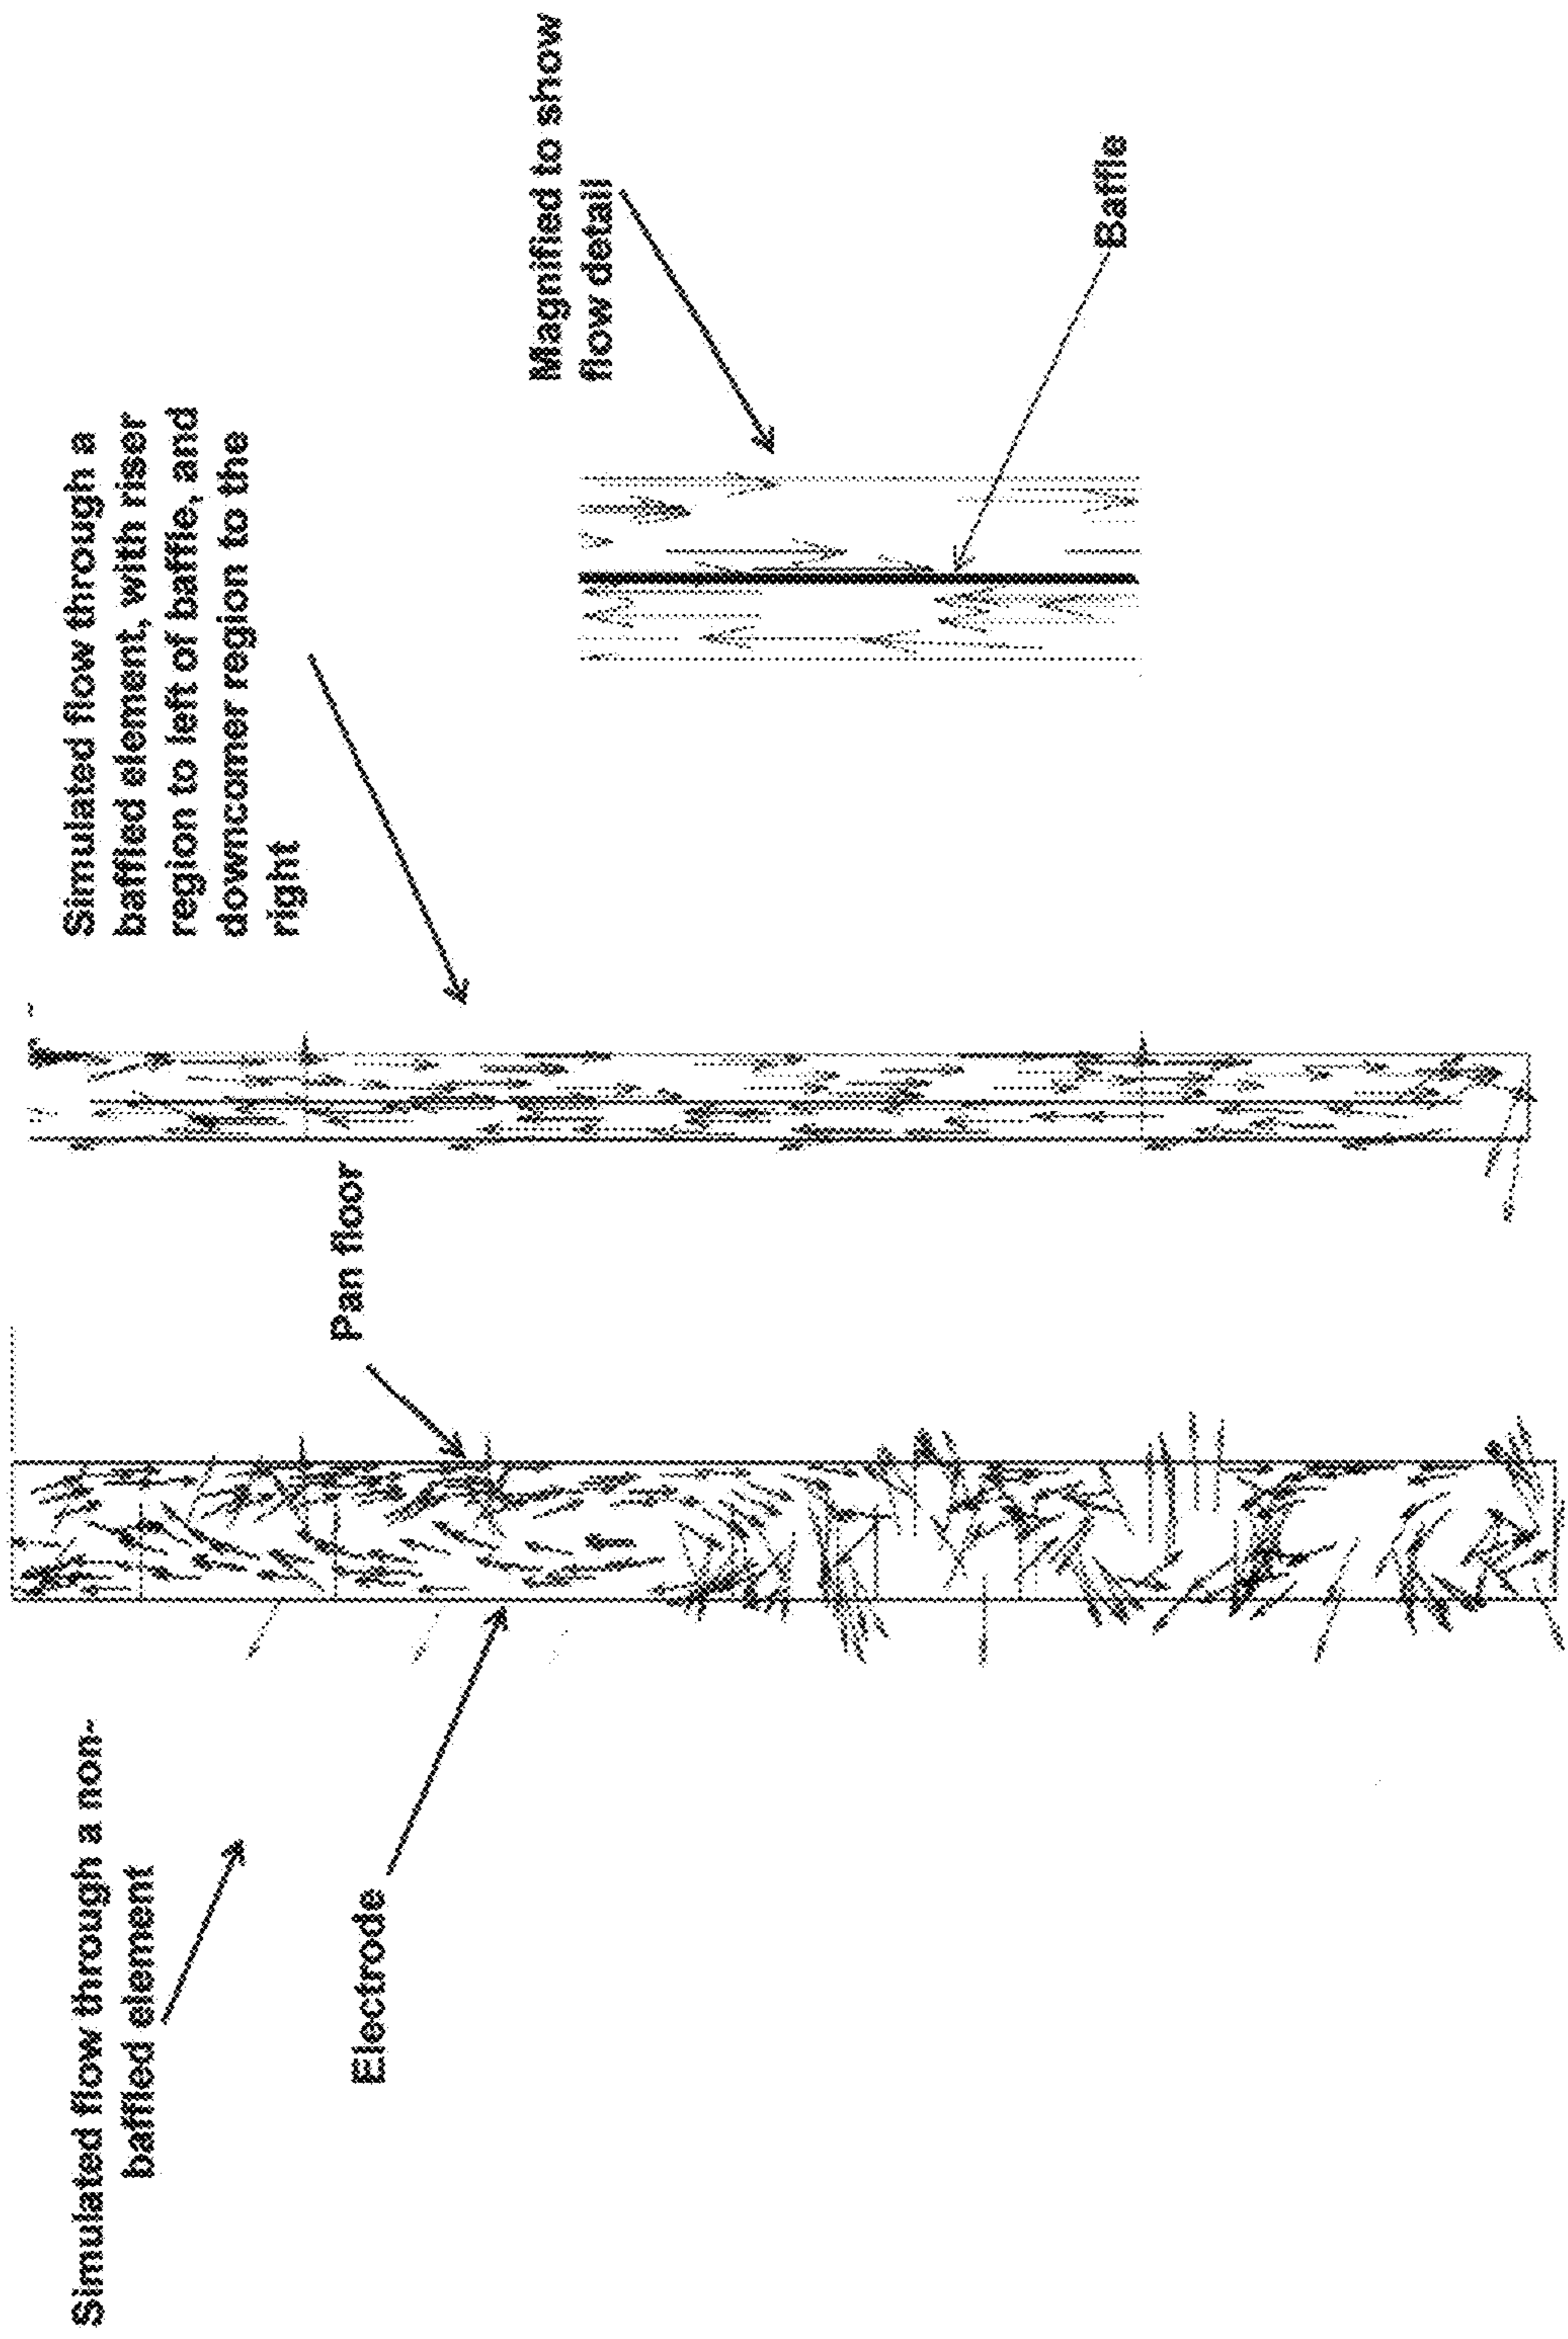 Simulated flow through a non-
baffled element
Electrode
Pan floor
Simulated flow through a
baffled element, with riser
region to left of baffle, and
downcomer region to the
right
Magnified to show
flow detail
Baffle